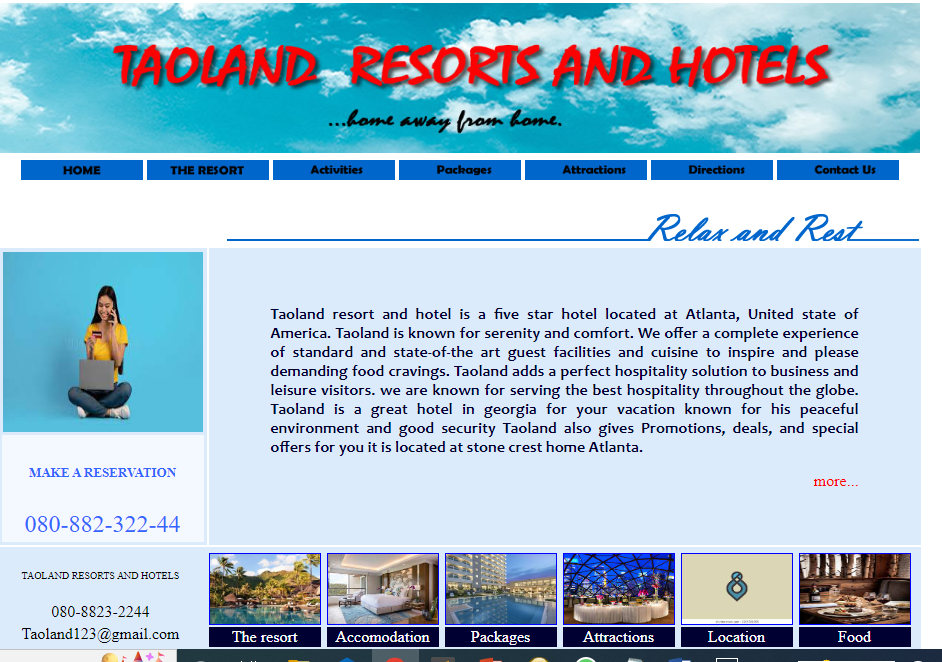 TAOLAND RESORTS AND HOTELS
...home away from home.
HOME THE RESORT Activities Packages Attractions Directions Contact Us
Relax and Rest
Taoland resort and hotel is a five star hotel located at Atlanta, United state of
America. Taoland is known for serenity and comfort. We offer a complete experience
of standard and state-of-the art guest facilities and cuisine to inspire and please
demanding food cravings. Taoland adds a perfect hospitality solution to business and
leisure visitors. we are known for serving the best hospitality throughout the globe.
Taoland is a great hotel in georgia for your vacation known for his peaceful
environment and good security Taoland also gives Promotions, deals, and special
offers for you it is located at stone crest home Atlanta.
more...
MAKE A RESERVATION
080-882-322-44
TAOLAND RESORTS AND HOTELS
080-8823-2244
Taoland123@gmail.com
The resort Accomodation Packages Attractions Location Food